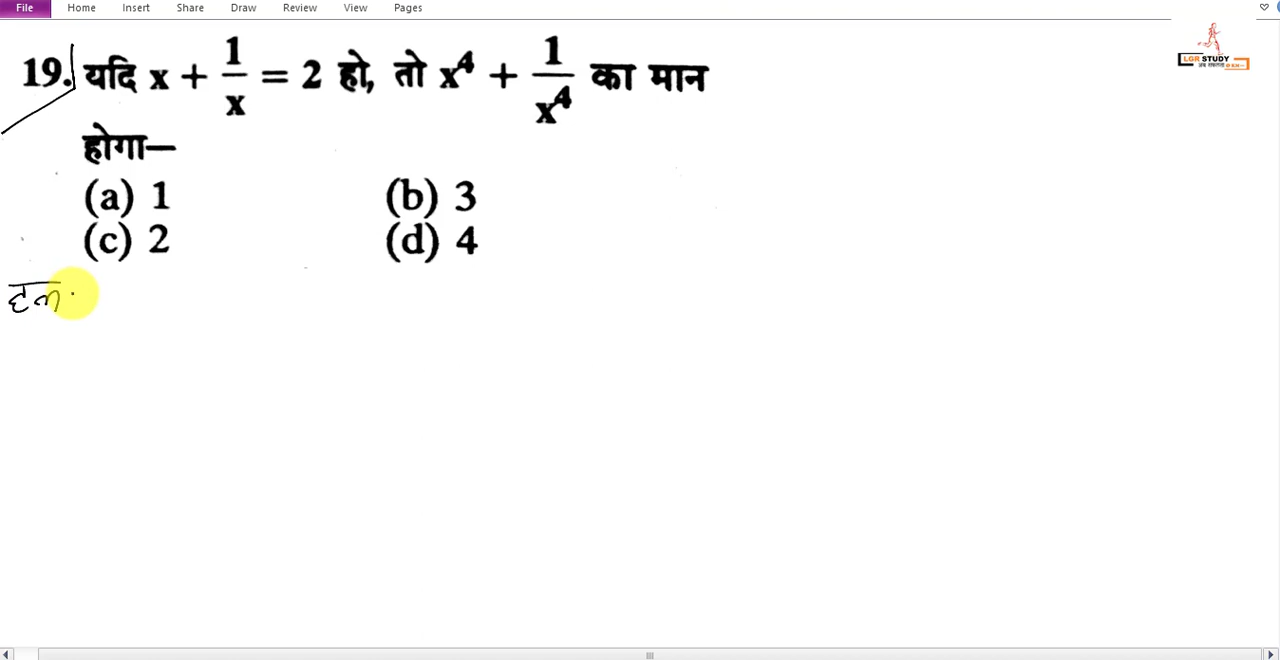 File Home Insert Share Draw Review View Pages
LGR STUDY
19. यदि x + 1/x = 2 हो, तो x⁴ + 1/x⁴ का मान
होगा—
(a) 1 (b) 3
(c) 2 (d) 4
हल